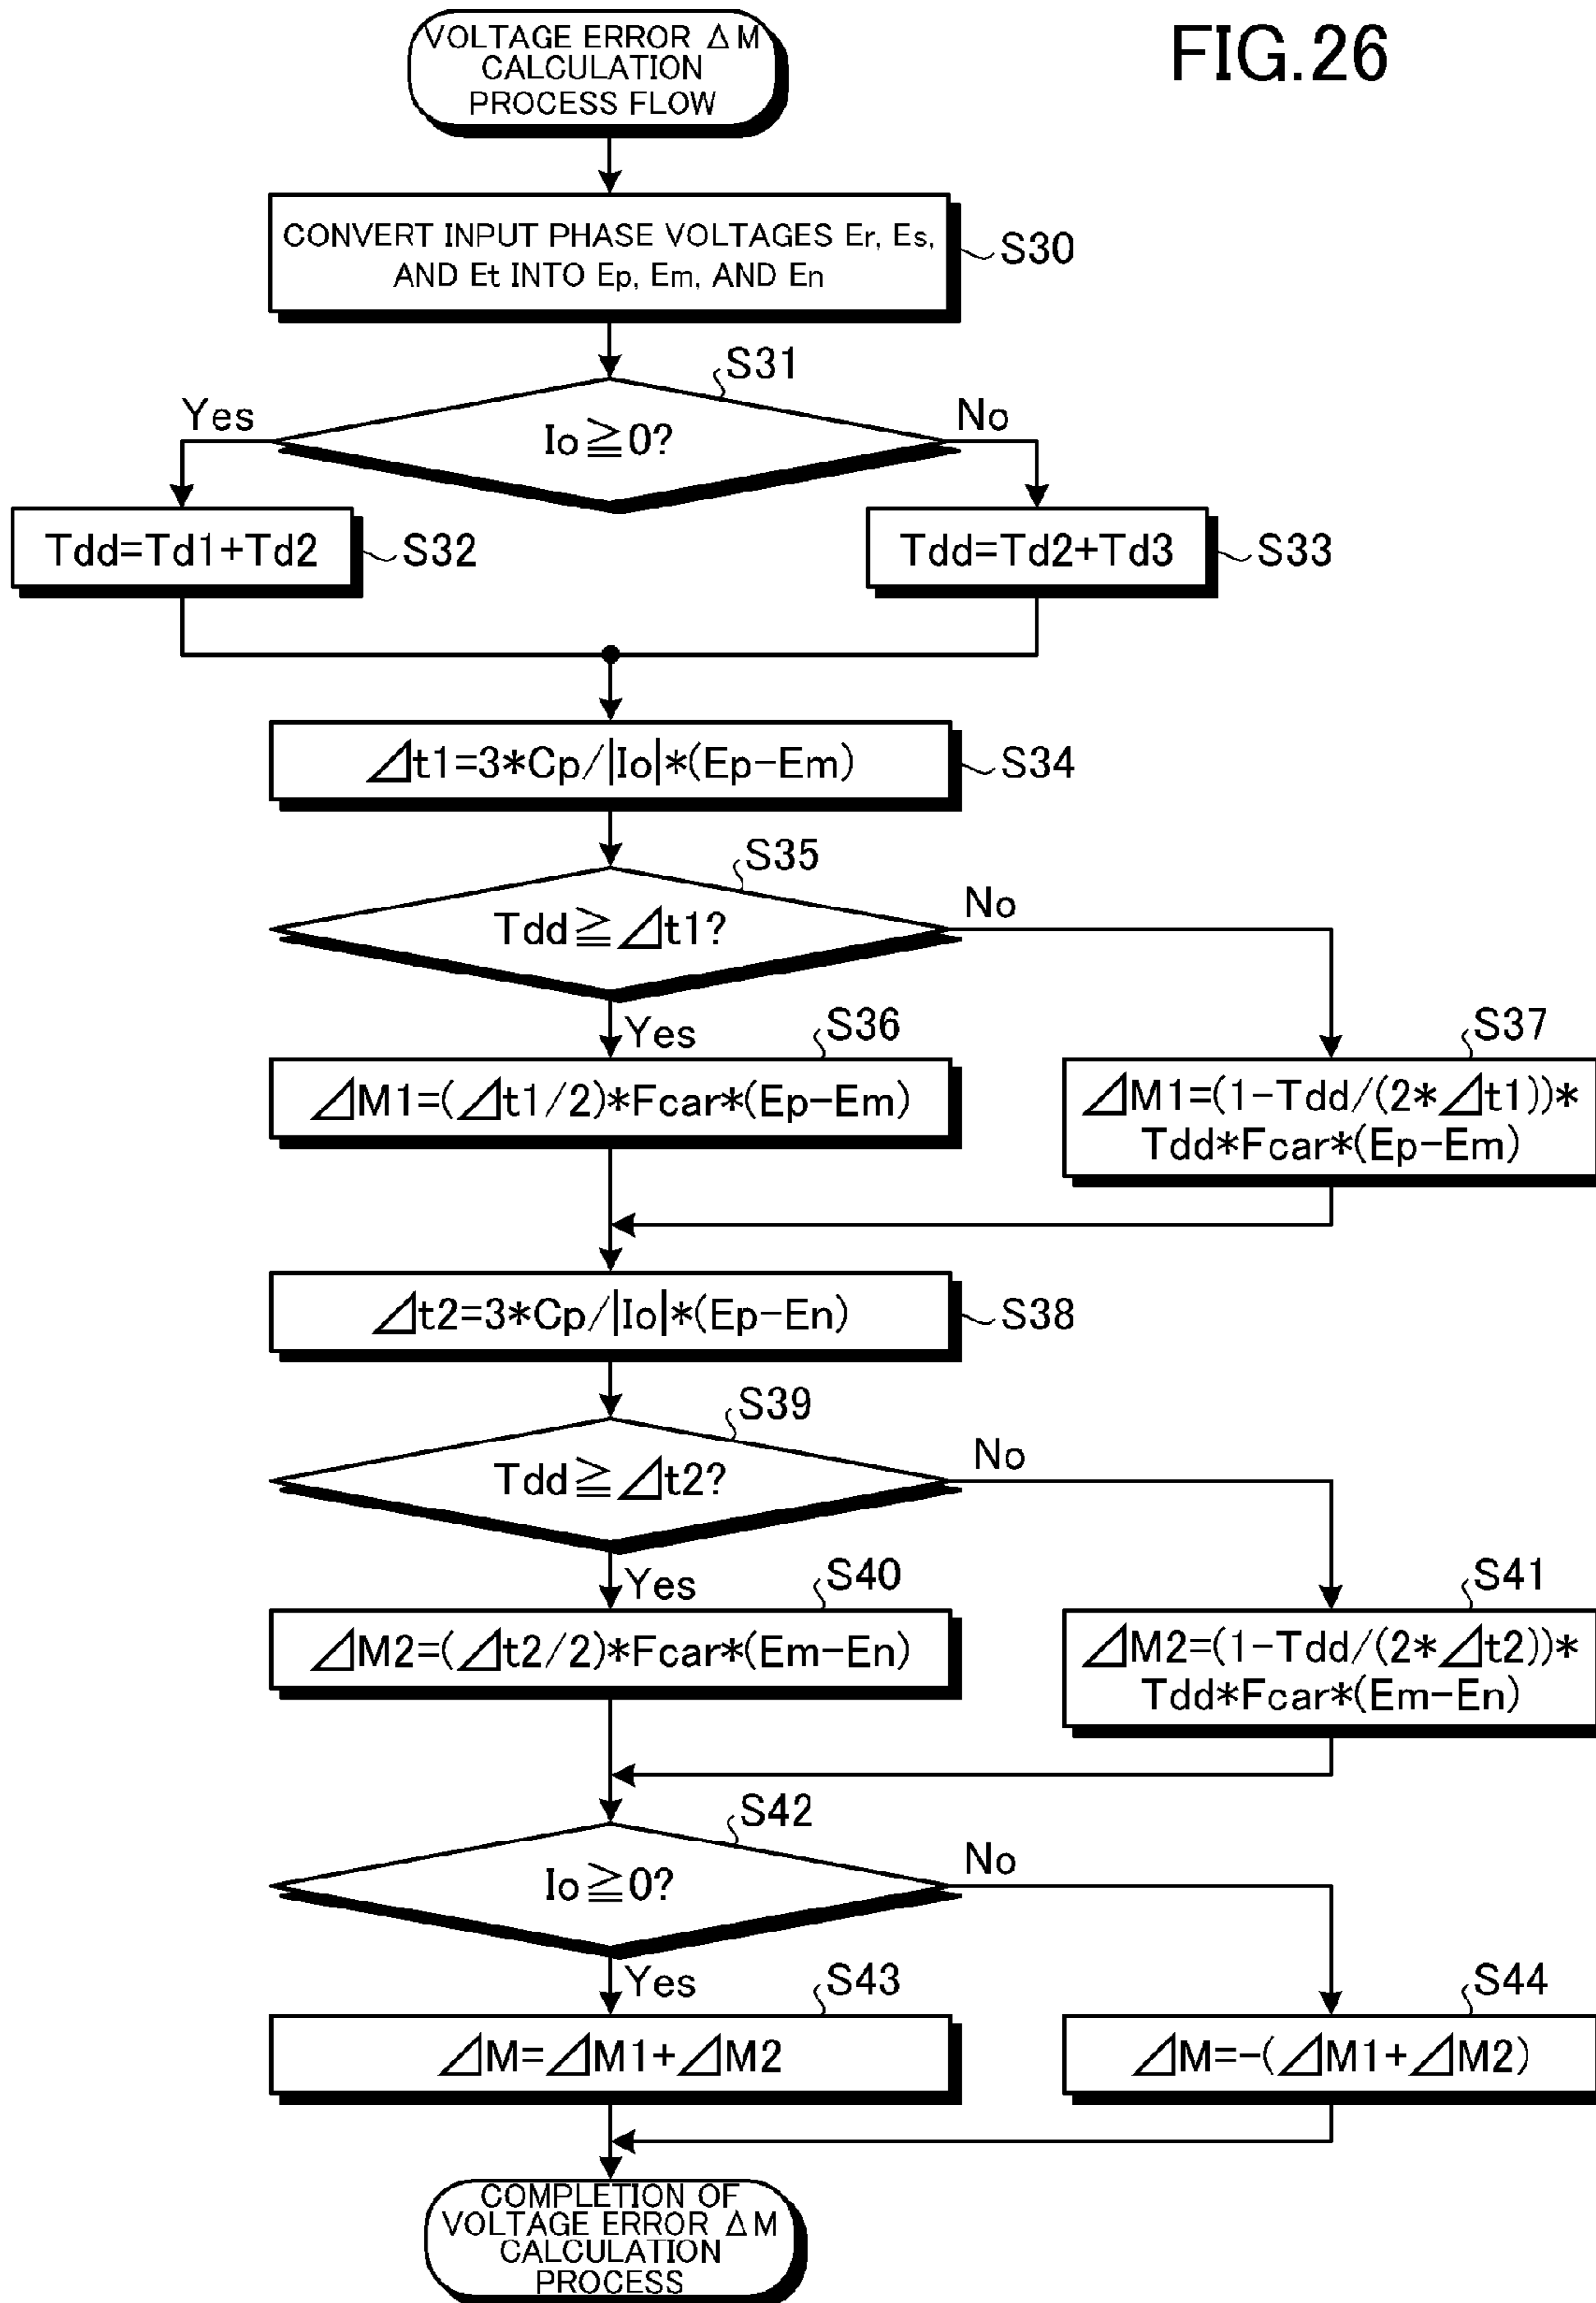 FIG.26
VOLTAGE ERROR ΔM
CALCULATION
PROCESS FLOW
CONVERT INPUT PHASE VOLTAGES Er, Es,
AND Et INTO Ep, Em, AND En
S30
S31
Yes
Io≧0?
No
Tdd=Td1+Td2
S32
Tdd=Td2+Td3
S33
⊿t1=3*Cp/|Io|*(Ep-Em)
S34
S35
Tdd≧⊿t1?
No
Yes
S36
⊿M1=(⊿t1/2)*Fcar*(Ep-Em)
S37
⊿M1=(1-Tdd/(2*⊿t1))*
Tdd*Fcar*(Ep-Em)
⊿t2=3*Cp/|Io|*(Ep-En)
S38
S39
Tdd≧⊿t2?
No
Yes
S40
⊿M2=(⊿t2/2)*Fcar*(Em-En)
S41
⊿M2=(1-Tdd/(2*⊿t2))*
Tdd*Fcar*(Em-En)
S42
Io≧0?
No
Yes
S43
⊿M=⊿M1+⊿M2
S44
⊿M=-(⊿M1+⊿M2)
COMPLETION OF
VOLTAGE ERROR ΔM
CALCULATION
PROCESS